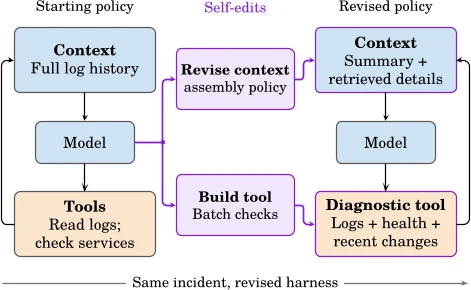 Starting policy
Self-edits
Revised policy
Context
Full log history
Revise context
assembly policy
Context
Summary +
retrieved details
Model
Model
Tools
Read logs;
check services
Build tool
Batch checks
Diagnostic tool
Logs + health +
recent changes
Same incident, revised harness